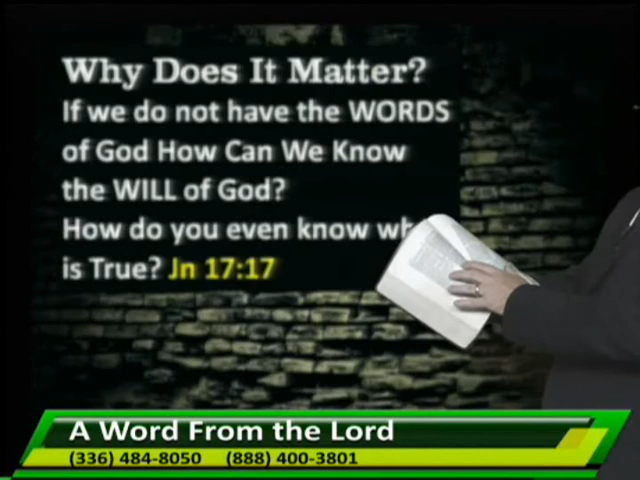 Why Does It Matter?
If we do not have the WORDS
of God How Can We Know
the WILL of God?
How do you even know
is True? Jn 17:17
A Word From the Lord
(336) 484-8050 (888) 400-3801